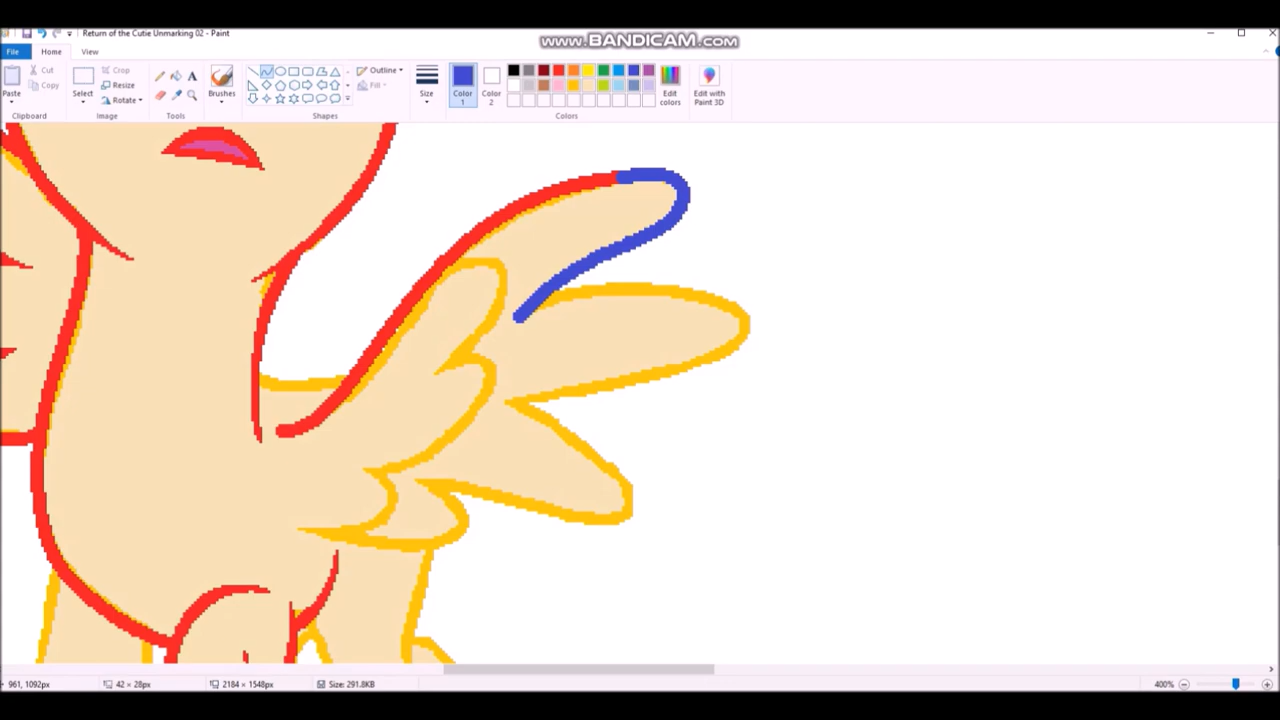 Return of the Cutie Unmarking 02 - Paint
www.BANDICAM.com
File
Home
View
Paste
Cut
Copy
Clipboard
Select
Crop
Resize
Rotate
Image
A
Tools
Brushes
Outline
Fill
Shapes
Size
Color 1
Color 2
Edit colors
Colors
Edit with Paint 3D
961, 1092px
42 × 28px
2184 × 1548px
Size: 291.8KB
400%